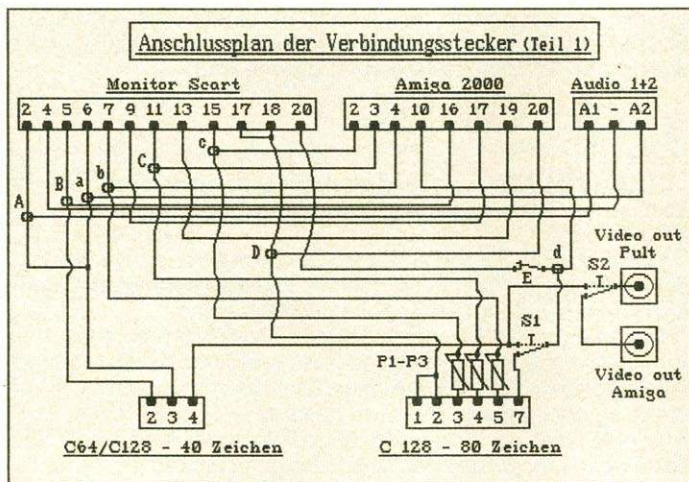 Anschlussplan der Verbindungsstecker (Teil 1)
Monitor Scart
Amiga 2000
Audio 1+2
2 4 5 6 7 9 11 13 15 17 18 20
2 3 4 10 16 17 19 20
A1 - A2
c
C
b
a
B
A
D
d
E
S1
S2
Video out
Pult
Video out
Amiga
P1-P3
2 3 4
1 2 3 4 5 7
C64/C128 - 40 Zeichen
C 128 - 80 Zeichen